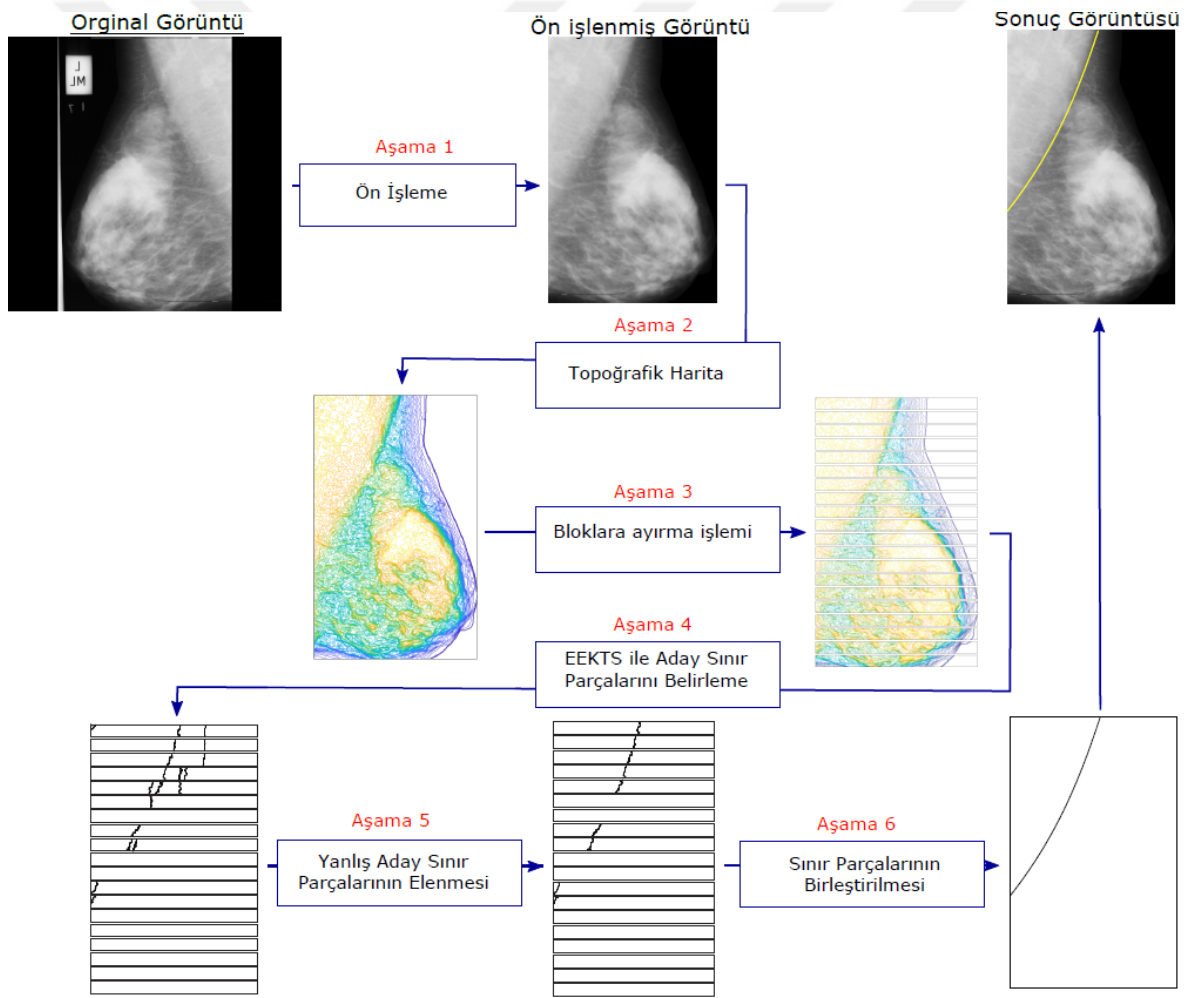 Orginal Görüntü
Ön işlenmiş Görüntü
Sonuç Görüntüsü
L
ML
Aşama 1
Ön İşleme
Aşama 2
Topoğrafik Harita
Aşama 3
Bloklara ayırma işlemi
Aşama 4
EEKTS ile Aday Sınır
Parçalarını Belirleme
Aşama 5
Yanlış Aday Sınır
Parçalarının Elenmesi
Aşama 6
Sınır Parçalarının
Birleştirilmesi